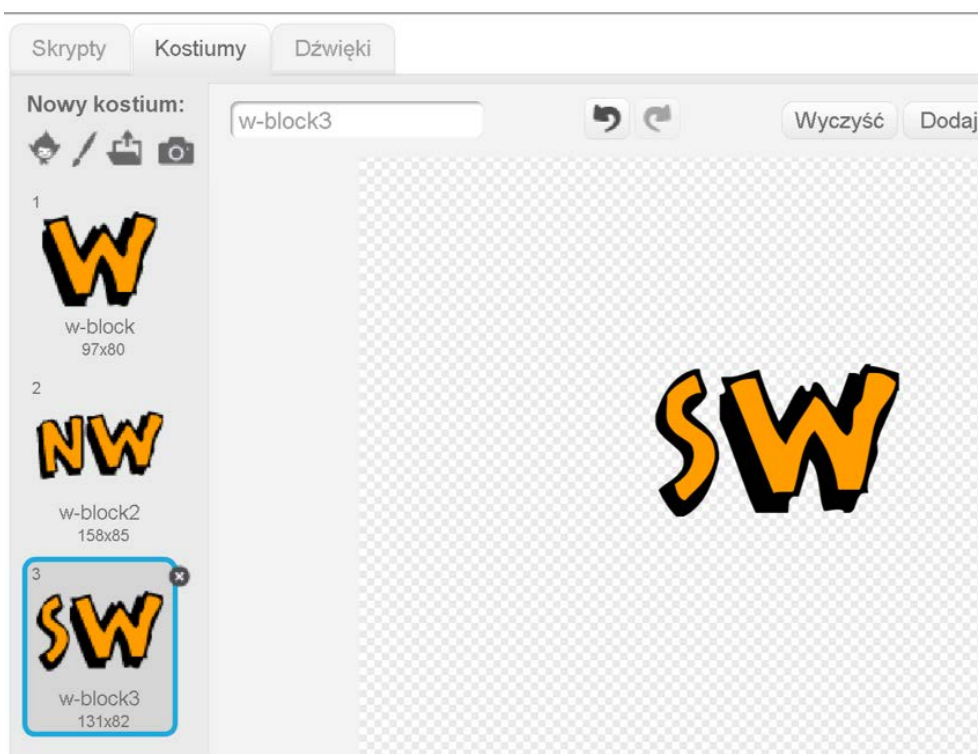 Skrypty Kostiumy Dźwięki
Nowy kostium:
w-block3
Wyczyść Dodaj
1
W
w-block
97x80
2
NW
w-block2
158x85
3
SW
w-block3
131x82
SW